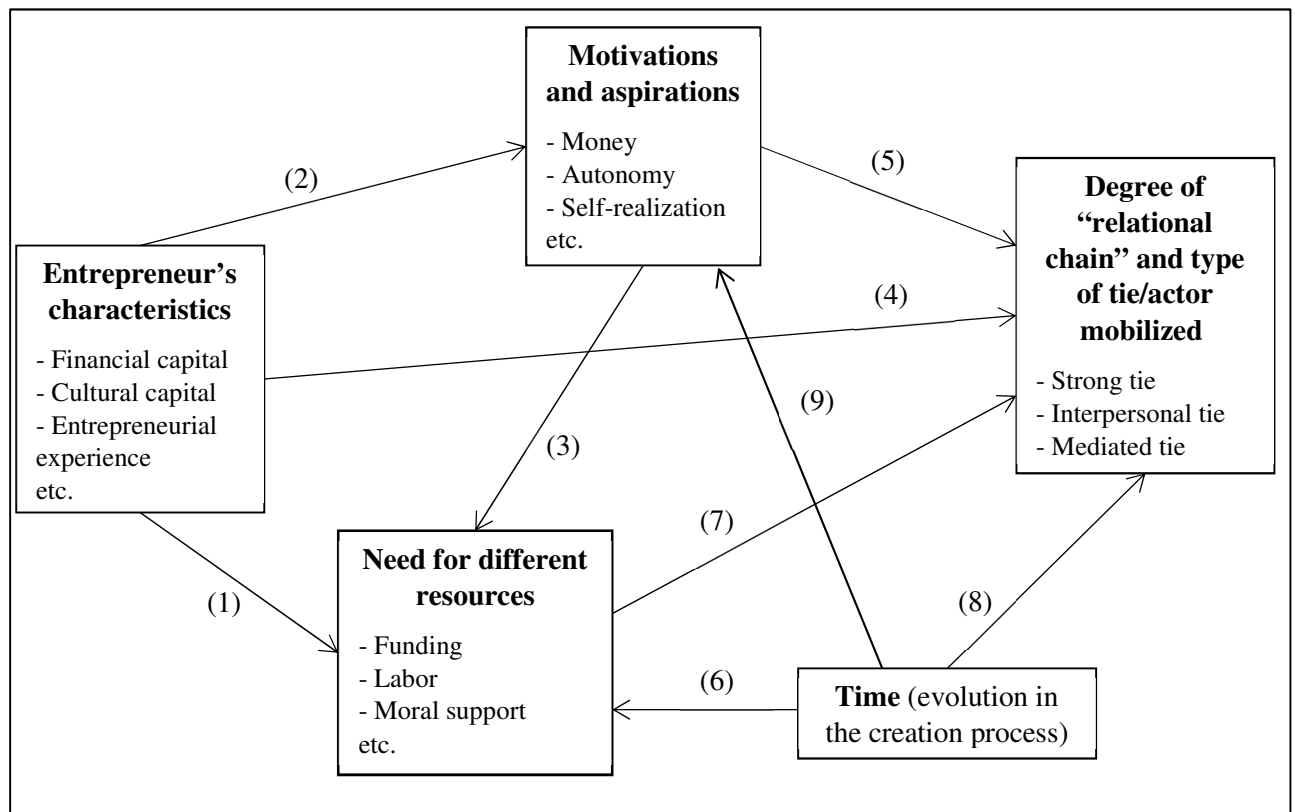 Motivations
and aspirations
- Money
- Autonomy
- Self-realization
etc.
(2)
(5)
Degree of
“relational
chain” and type
of tie/actor
mobilized
- Strong tie
- Interpersonal tie
- Mediated tie
Entrepreneur’s
characteristics
- Financial capital
- Cultural capital
- Entrepreneurial
experience
etc.
(4)
(9)
(3)
(7)
(1)
Need for different
resources
- Funding
- Labor
- Moral support
etc.
(8)
(6)
Time (evolution in
the creation process)